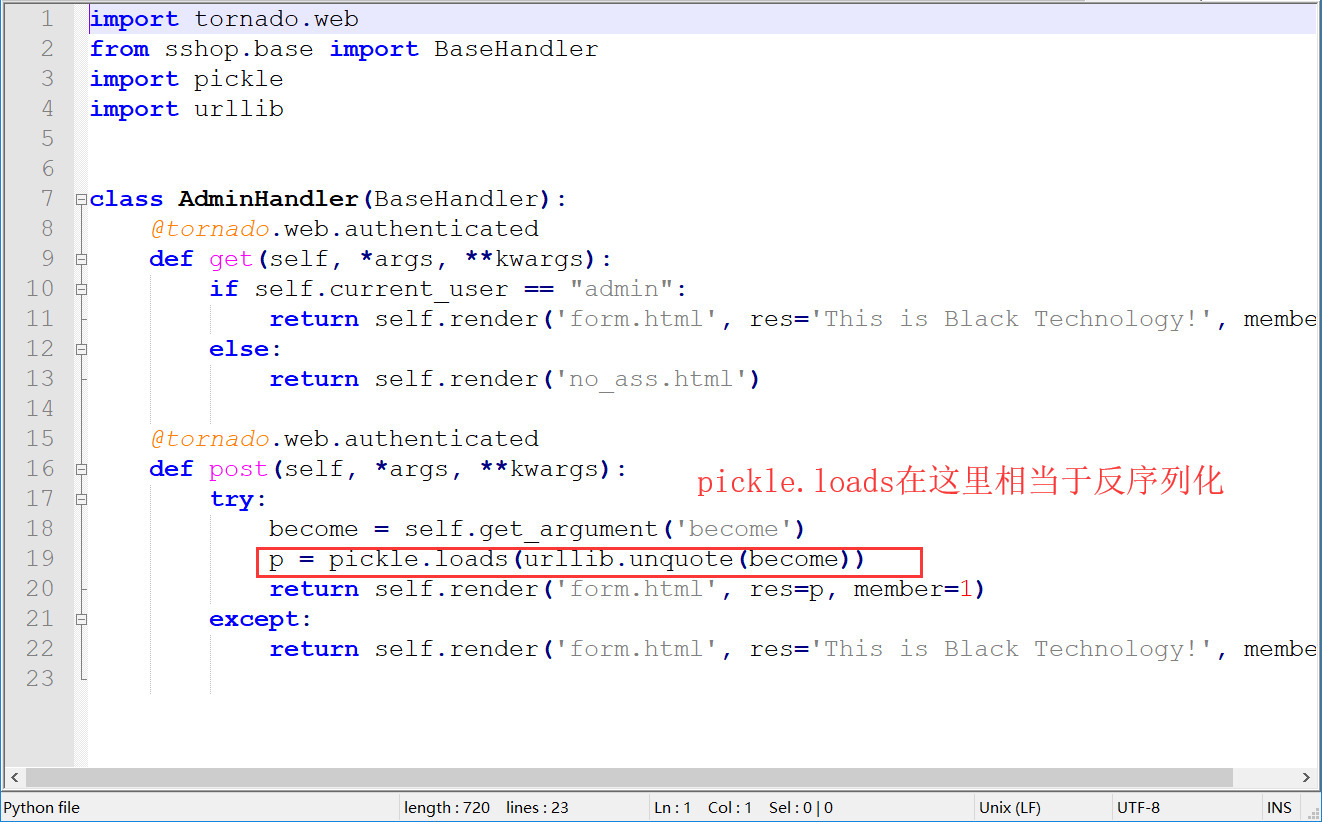 1 import tornado.web
2 from sshop.base import BaseHandler
3 import pickle
4 import urllib
5
6
7 class AdminHandler(BaseHandler):
8     @tornado.web.authenticated
9     def get(self, *args, **kwargs):
10         if self.current_user == "admin":
11             return self.render('form.html', res='This is Black Technology!', membe
12         else:
13             return self.render('no_ass.html')
14
15     @tornado.web.authenticated
16     def post(self, *args, **kwargs):
pickle.loads在这里相当于反序列化
17         try:
18             become = self.get_argument('become')
19             p = pickle.loads(urllib.unquote(become))
20             return self.render('form.html', res=p, member=1)
21         except:
22             return self.render('form.html', res='This is Black Technology!', membe
23
Python file length : 720 lines : 23 Ln : 1 Col : 1 Sel : 0 | 0 Unix (LF) UTF-8 INS